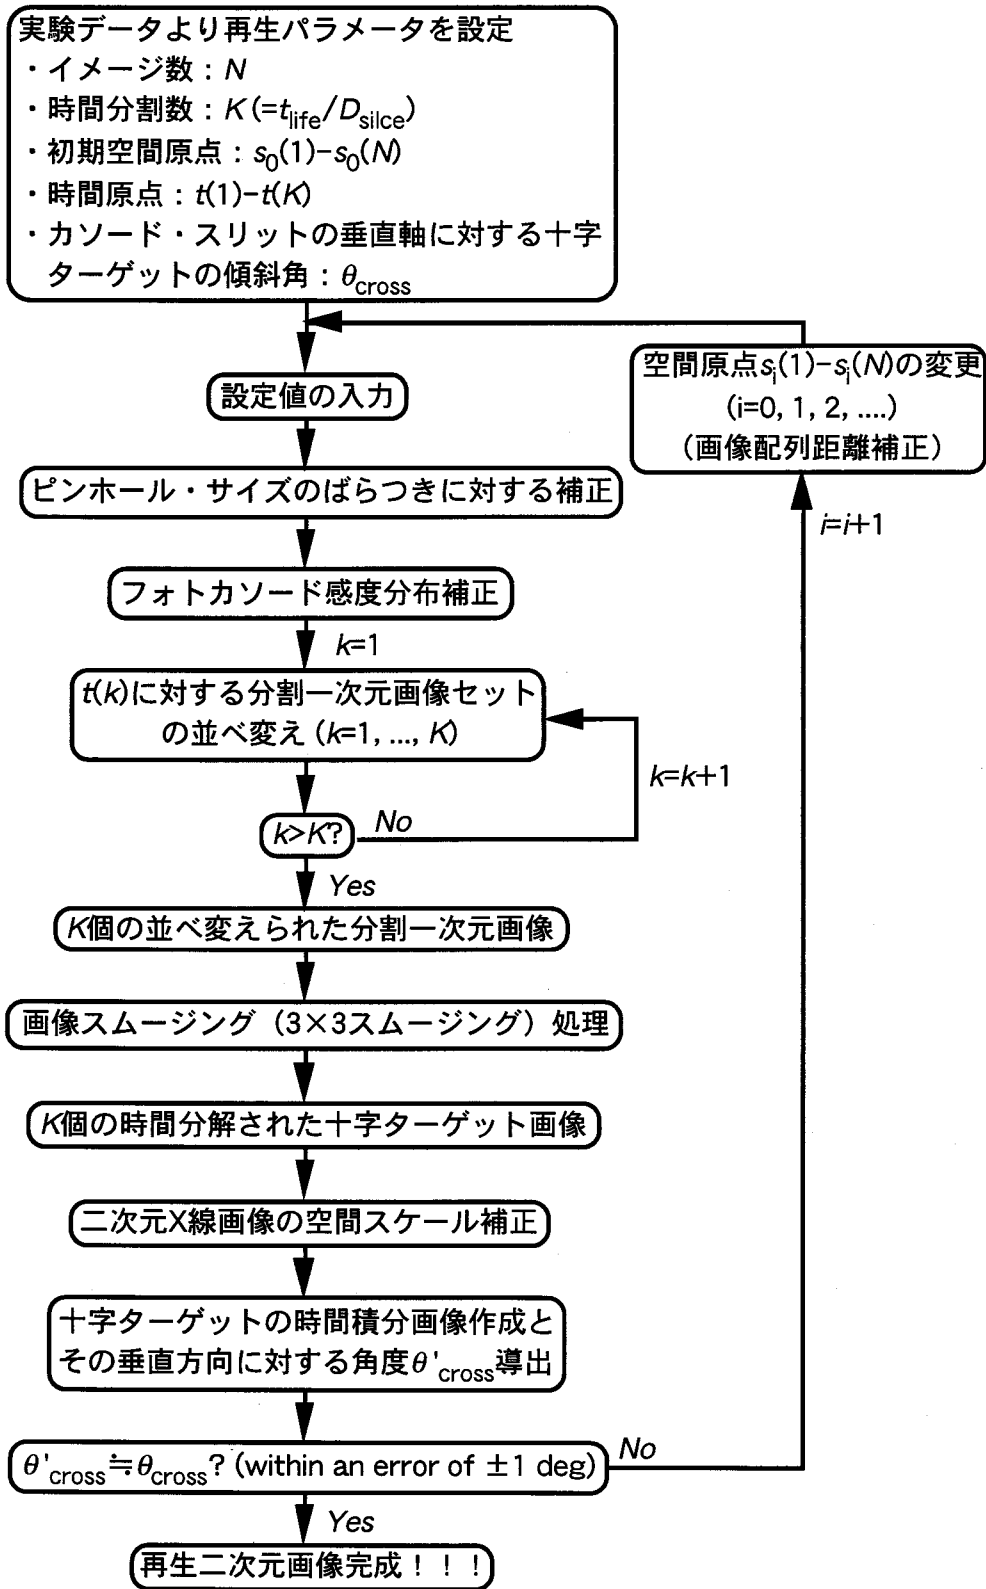 実験データより再生パラメータを設定
・イメージ数：N
・時間分割数：K (=tlife/Dsilce)
・初期空間原点：s0(1)−s0(N)
・時間原点：t(1)−t(K)
・カソード・スリットの垂直軸に対する十字
ターゲットの傾斜角：θcross
設定値の入力
ピンホール・サイズのばらつきに対する補正
フォトカソード感度分布補正
k=1
t(k)に対する分割一次元画像セット
の並べ変え (k=1, ..., K)
k=k+1
k>K?
No
Yes
K個の並べ変えられた分割一次元画像
画像スムージング（3×3スムージング）処理
K個の時間分解された十字ターゲット画像
二次元X線画像の空間スケール補正
十字ターゲットの時間積分画像作成と
その垂直方向に対する角度θ'cross導出
θ'cross≒θcross? (within an error of ±1 deg)
No
Yes
再生二次元画像完成！！！
空間原点si(1)−si(N)の変更
(i=0, 1, 2, ....)
（画像配列距離補正）
i=i+1